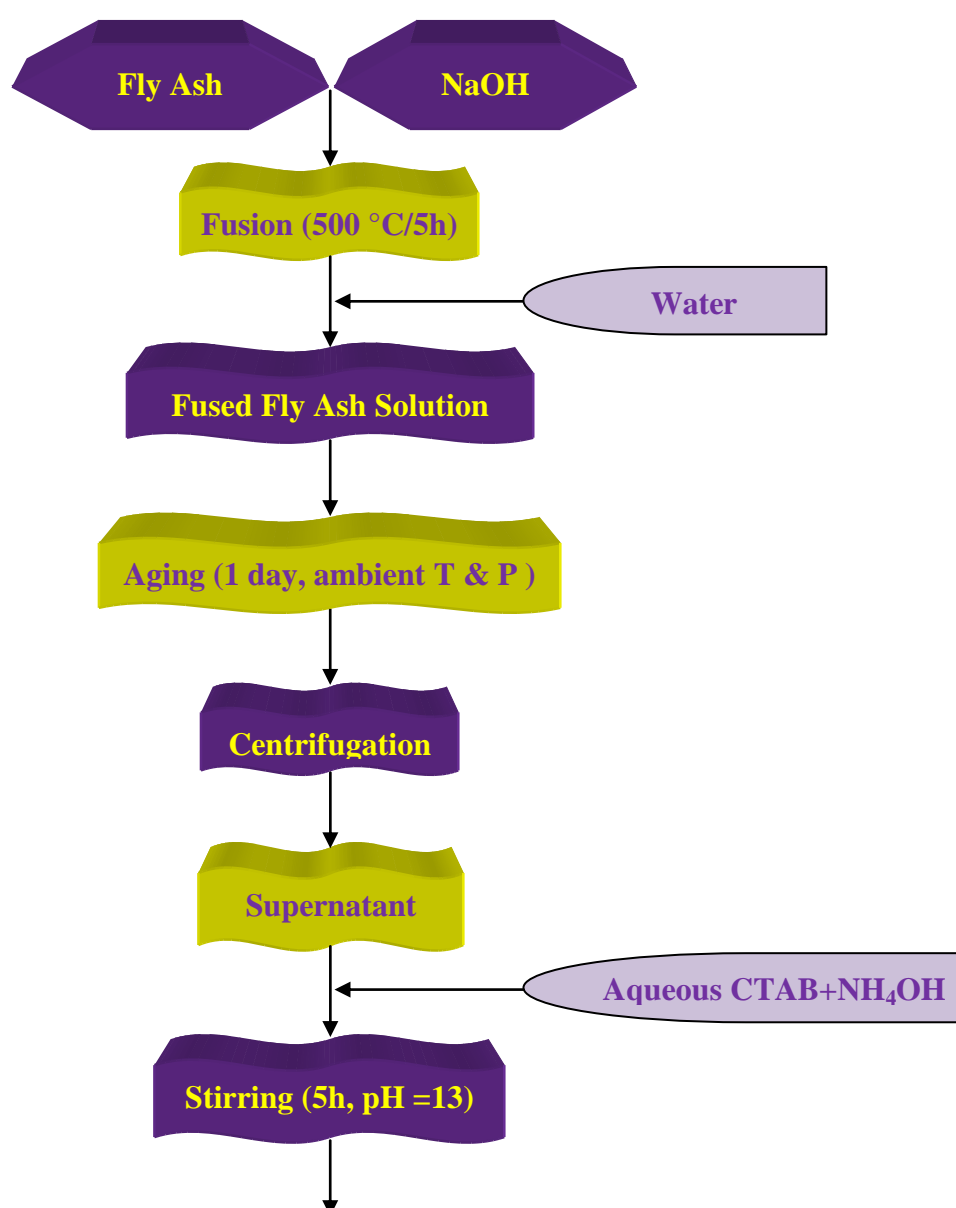 Fly Ash
NaOH
Fusion (500 °C/5h)
Water
Fused Fly Ash Solution
Aging (1 day, ambient T & P )
Centrifugation
Supernatant
Aqueous CTAB+NH₄OH
Stirring (5h, pH =13)